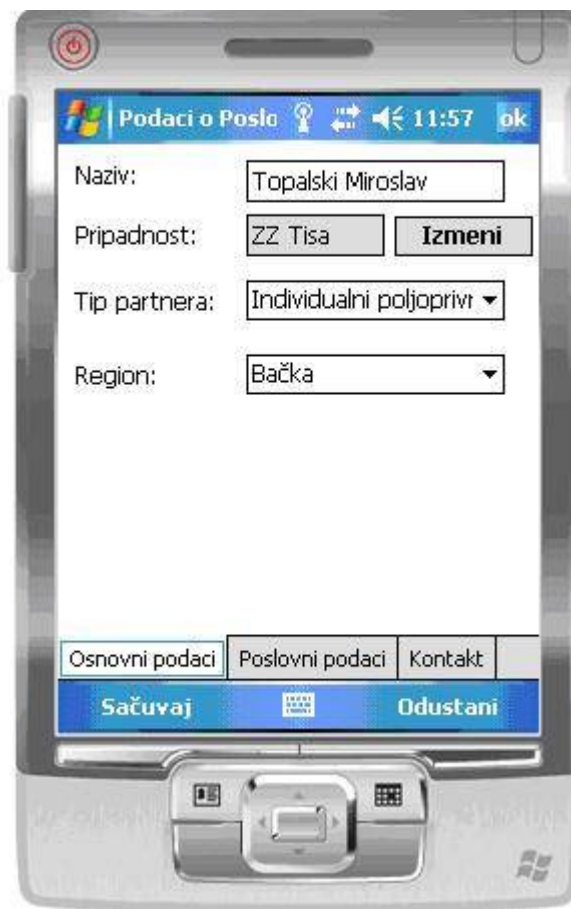 Podaci o Poslo 11:57 ok
Naziv: Topalski Miroslav
Pripadnost: ZZ Tisa Izmeni
Tip partnera: Individualni poljoprivr
Region: Bačka
Osnovni podaci Poslovni podaci Kontakt
Sačuvaj Odustani